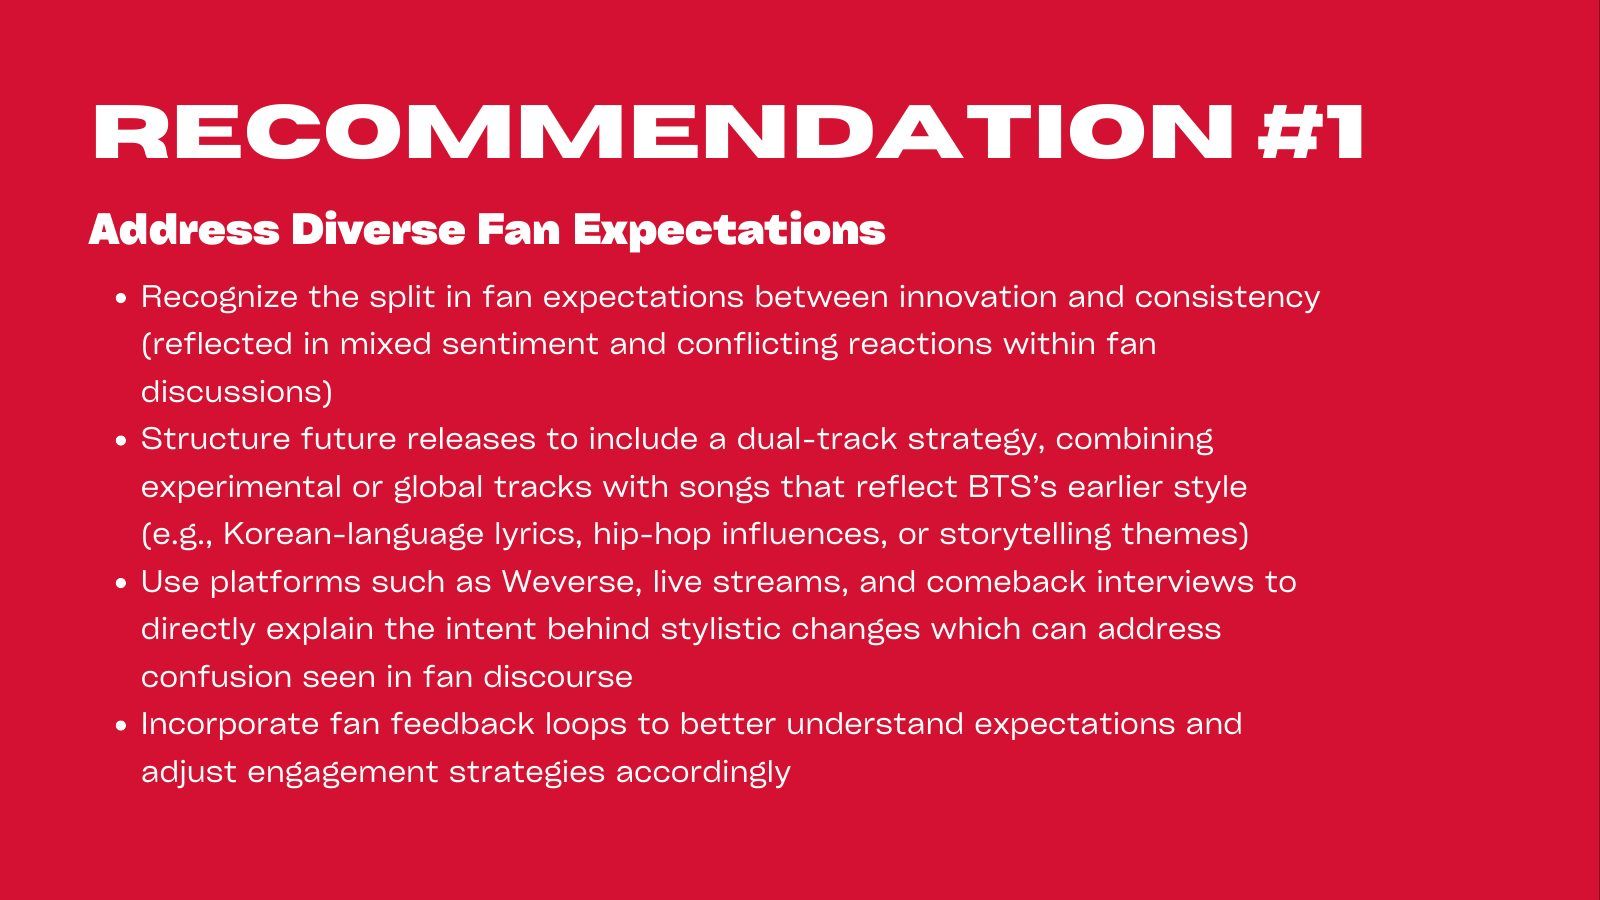 RECOMMENDATION #1
Address Diverse Fan Expectations
• Recognize the split in fan expectations between innovation and consistency
(reflected in mixed sentiment and conflicting reactions within fan
discussions)
• Structure future releases to include a dual-track strategy, combining
experimental or global tracks with songs that reflect BTS’s earlier style
(e.g., Korean-language lyrics, hip-hop influences, or storytelling themes)
• Use platforms such as Weverse, live streams, and comeback interviews to
directly explain the intent behind stylistic changes which can address
confusion seen in fan discourse
• Incorporate fan feedback loops to better understand expectations and
adjust engagement strategies accordingly